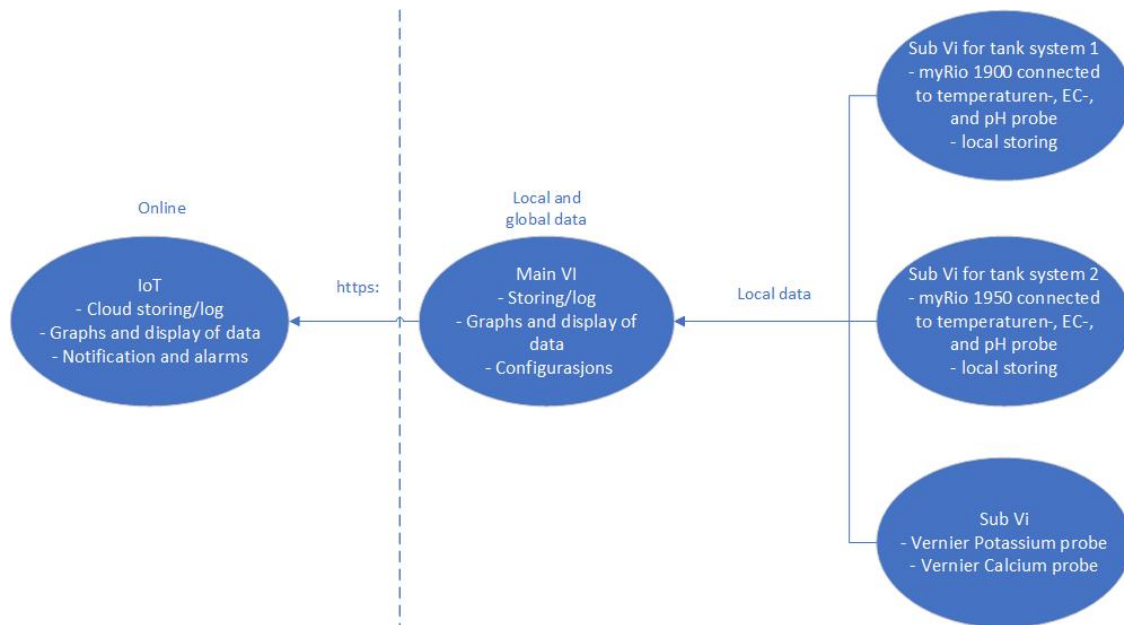 Online
IoT
- Cloud storing/log
- Graphs and display of data
- Notification and alarms
https:
Local and
global data
Main VI
- Storing/log
- Graphs and display of
data
- Configurasjons
Local data
Sub Vi for tank system 1
- myRio 1900 connected
to temperaturen-, EC-,
and pH probe
- local storing
Sub Vi for tank system 2
- myRio 1950 connected
to temperaturen-, EC-,
and pH probe
- local storing
Sub Vi
- Vernier Potassium probe
- Vernier Calcium probe